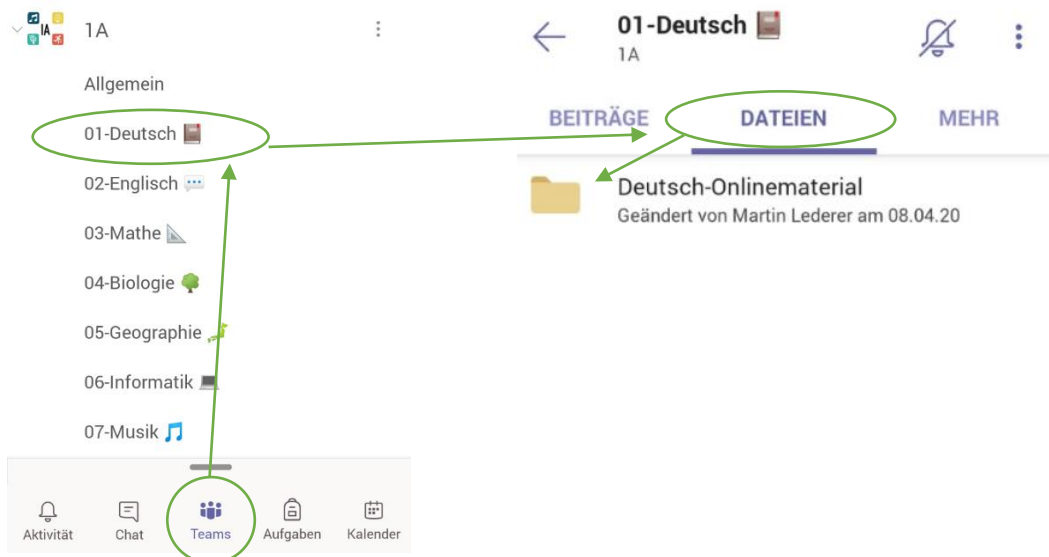 1A
1A
Allgemein
01-Deutsch 📕
02-Englisch 💬
03-Mathe 📐
04-Biologie 🌳
05-Geographie
06-Informatik 💻
07-Musik 🎵
Aktivität
Chat
Teams
Aufgaben
Kalender
01-Deutsch 📕
1A
BEITRÄGE
DATEIEN
MEHR
Deutsch-Onlinematerial
Geändert von Martin Lederer am 08.04.20